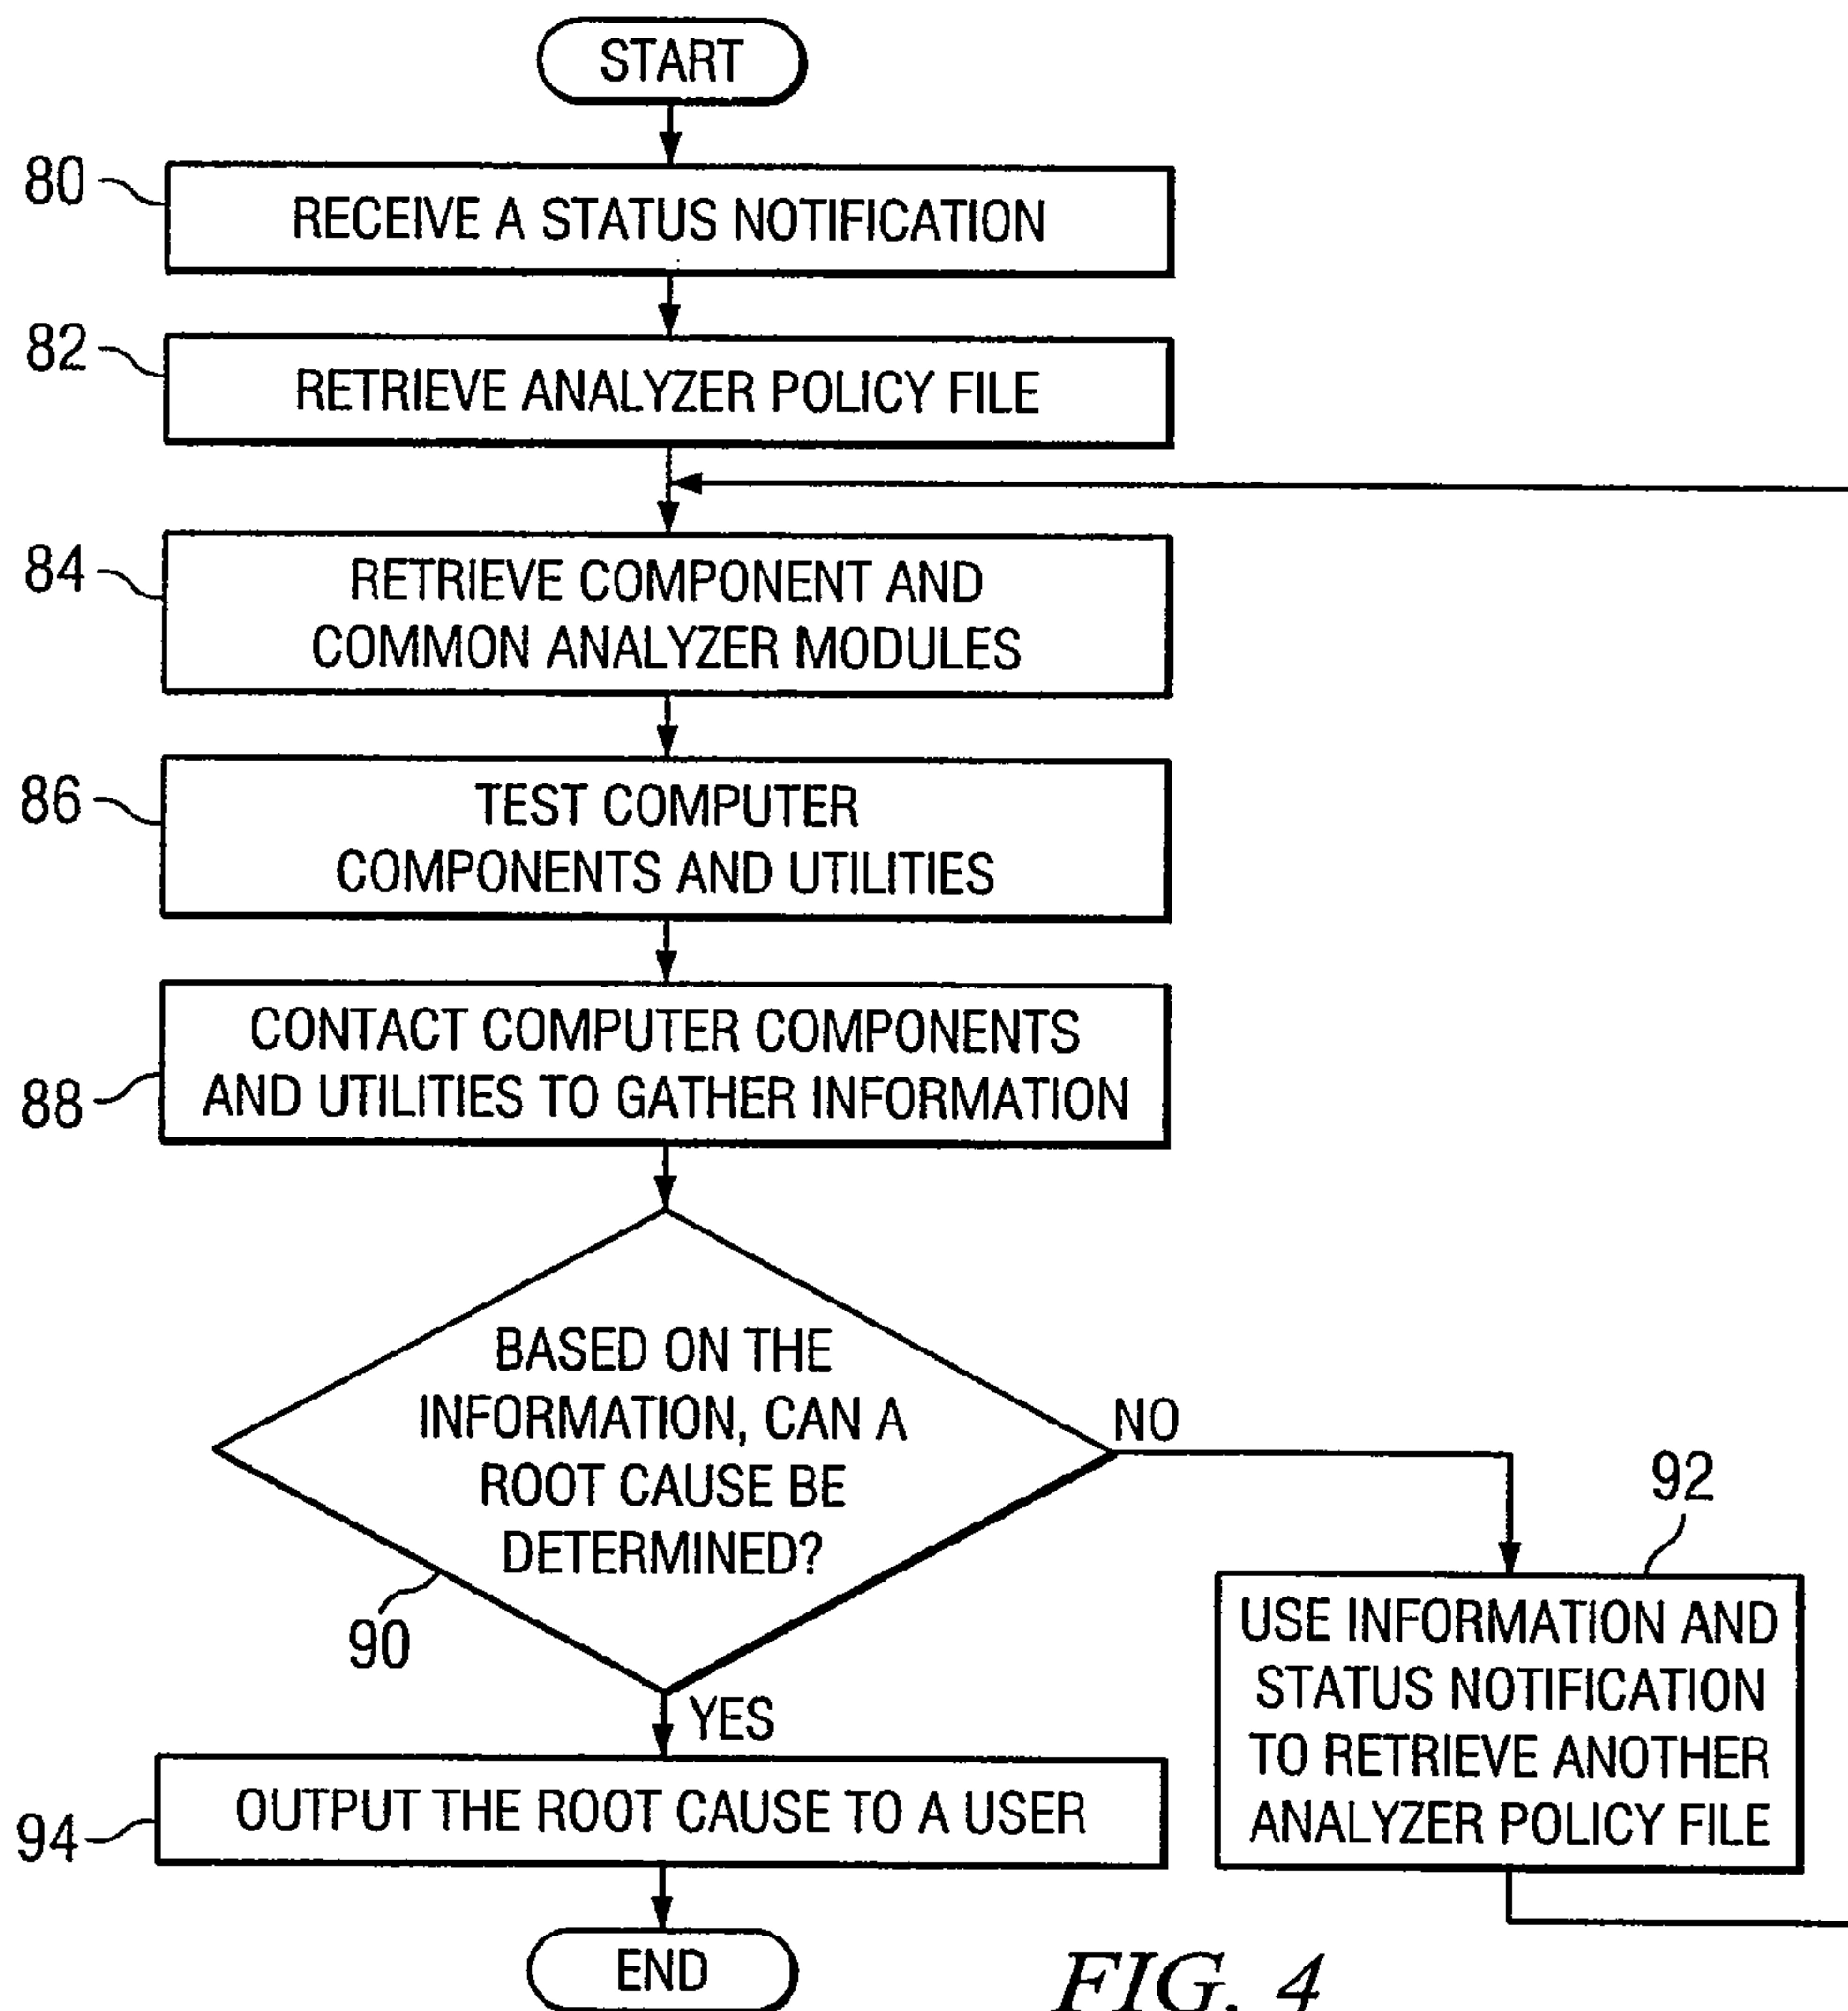 START
80
RECEIVE A STATUS NOTIFICATION
82
RETRIEVE ANALYZER POLICY FILE
84
RETRIEVE COMPONENT AND
COMMON ANALYZER MODULES
86
TEST COMPUTER
COMPONENTS AND UTILITIES
88
CONTACT COMPUTER COMPONENTS
AND UTILITIES TO GATHER INFORMATION
BASED ON THE
INFORMATION, CAN A
ROOT CAUSE BE
DETERMINED?
90
NO
92
USE INFORMATION AND
STATUS NOTIFICATION
TO RETRIEVE ANOTHER
ANALYZER POLICY FILE
YES
94
OUTPUT THE ROOT CAUSE TO A USER
END
FIG. 4